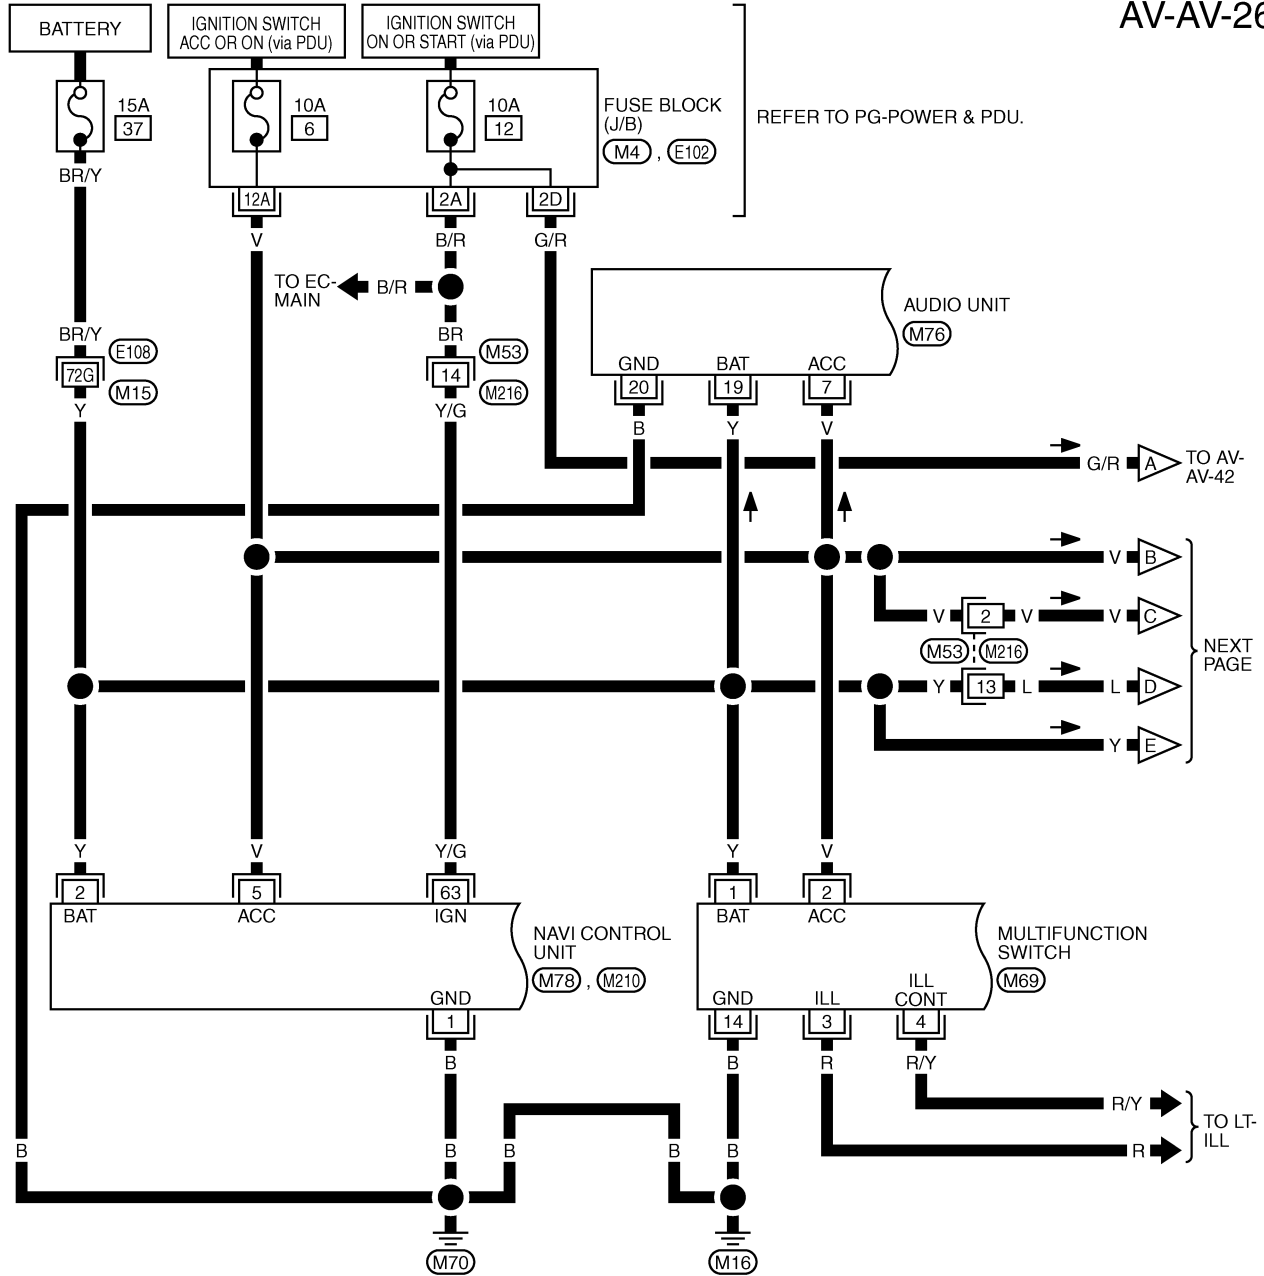 AV-AV-26
BATTERY
IGNITION SWITCH
ACC OR ON (via PDU)
IGNITION SWITCH
ON OR START (via PDU)
15A
37
10A
6
10A
12
FUSE BLOCK
(J/B)
M4 , E102
REFER TO PG-POWER & PDU.
BR/Y
12A
2A
2D
V
B/R
G/R
TO EC-
MAIN
B/R
AUDIO UNIT
M76
BR/Y
E108
72G
M15
Y
BR
M53
14
M216
Y/G
GND
BAT
ACC
20
19
7
B
Y
V
G/R
A
TO AV-
AV-42
V
B
V
2
V
V
C
M53
M216
NEXT
PAGE
Y
13
L
L
D
Y
E
Y
V
Y/G
Y
V
2
5
63
1
2
BAT
ACC
IGN
BAT
ACC
NAVI CONTROL
UNIT
M78 , M210
MULTIFUNCTION
SWITCH
M69
GND
GND
ILL
ILL
CONT
1
14
3
4
B
B
R
R/Y
R/Y
TO LT-
ILL
R
B
B
B
B
B
M70
M16